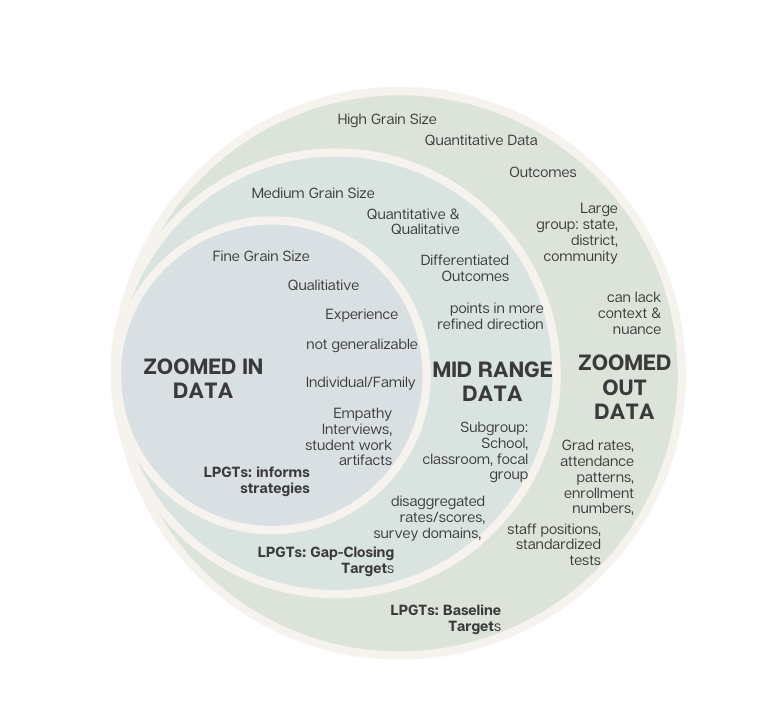 High Grain Size
Quantitative Data
Outcomes
Large
group: state,
district,
community
can lack
context &
nuance
ZOOMED
OUT
DATA
Grad rates,
attendance
patterns,
enrollment
numbers,
staff positions,
standardized
tests
LPGTs: Baseline
Targets
Medium Grain Size
Quantitative &
Qualitative
Differentiated
Outcomes
points in more
refined direction
MID RANGE
DATA
Subgroup:
School,
classroom, focal
group
disaggregated
rates/scores,
survey domains,
LPGTs: Gap-Closing
Targets
Fine Grain Size
Qualitiative
Experience
not generalizable
ZOOMED IN
DATA
Individual/Family
Empathy
Interviews,
student work
artifacts
LPGTs: informs
strategies